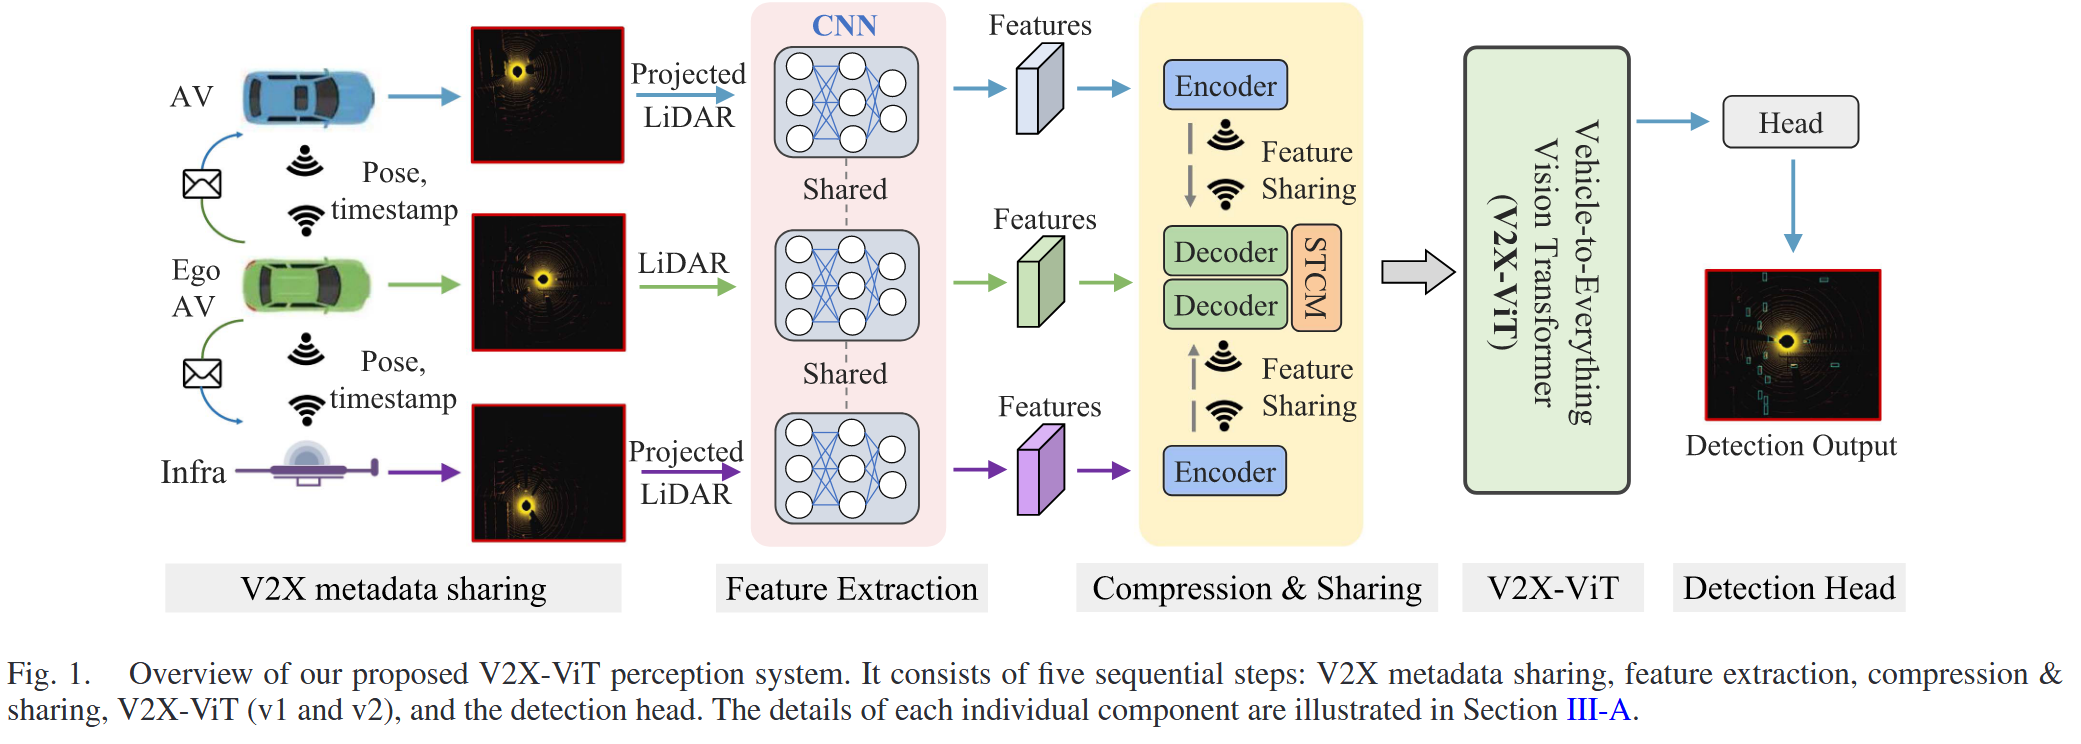 CNN
Features
AV
Projected
LiDAR
Encoder
Pose,
timestamp
Shared
Feature
Sharing
Features
Ego
AV
LiDAR
Decoder
Decoder
STCM
Vehicle-to-Everything
Vision Transformer
(V2X-ViT)
Head
Pose,
timestamp
Shared
Feature
Sharing
Features
Infra
Projected
LiDAR
Encoder
Detection Output
V2X metadata sharing
Feature Extraction
Compression & Sharing
V2X-ViT
Detection Head
Fig. 1. Overview of our proposed V2X-ViT perception system. It consists of five sequential steps: V2X metadata sharing, feature extraction, compression &
sharing, V2X-ViT (v1 and v2), and the detection head. The details of each individual component are illustrated in Section III-A.